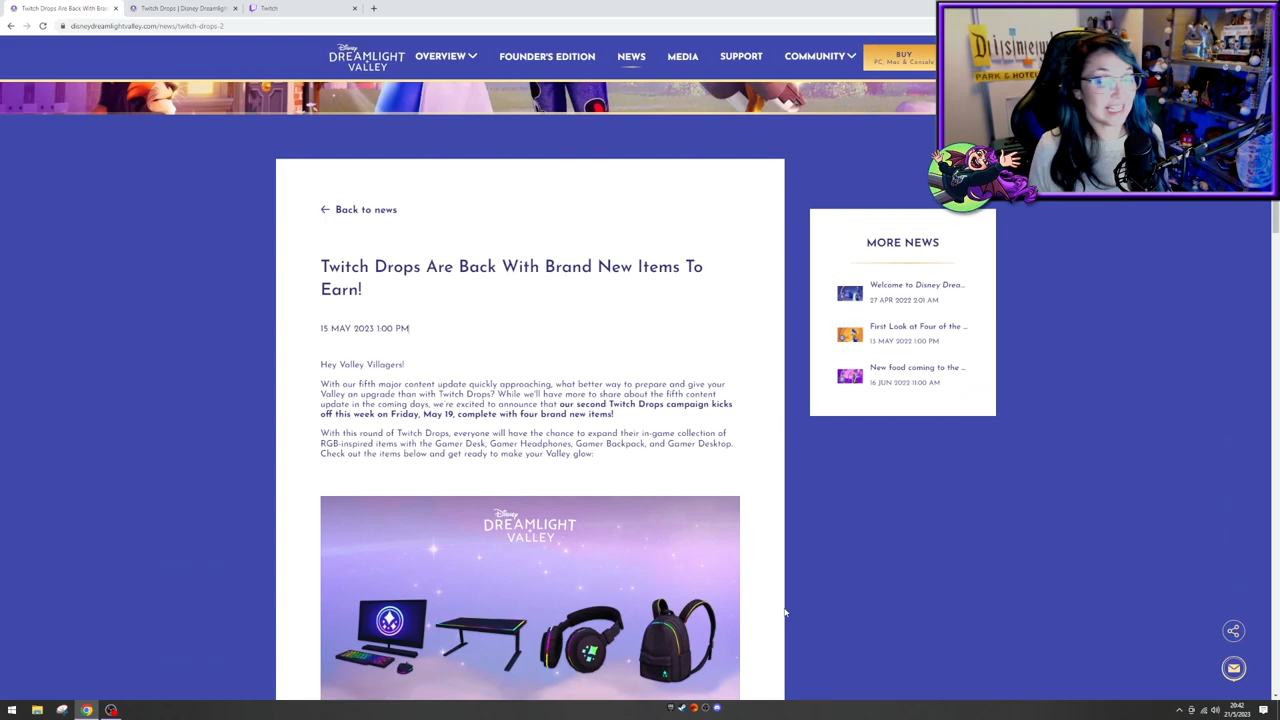 Twitch Drops Are Back With Bran
Twitch Drops | Disney Dreamligh
Twitch
disneydreamlightvalley.com/news/twitch-drops-2
Disney
DREAMLIGHT
VALLEY
OVERVIEW
FOUNDER'S EDITION
NEWS
MEDIA
SUPPORT
COMMUNITY
BUY
PC, Mac & Console
PARK & HOTEL
Back to news
Twitch Drops Are Back With Brand New Items To
Earn!
15 MAY 2023 1:00 PM
Hey Valley Villagers!
With our fifth major content update quickly approaching, what better way to prepare and give your
Valley an upgrade than with Twitch Drops? While we'll have more to share about the fifth content
update in the coming days, we're excited to announce that our second Twitch Drops campaign kicks
off this week on Friday, May 19, complete with four brand new items!
With this round of Twitch Drops, everyone will have the chance to expand their in-game collection of
RGB-inspired items with the Gamer Desk, Gamer Headphones, Gamer Backpack, and Gamer Desktop.
Check out the items below and get ready to make your Valley glow:
Disney
DREAMLIGHT
VALLEY
MORE NEWS
Welcome to Disney Drea...
27 APR 2022 2:01 AM
First Look at Four of the ...
13 MAY 2022 1:00 PM
New food coming to the ...
16 JUN 2022 11:00 AM
20:42
21/5/2023